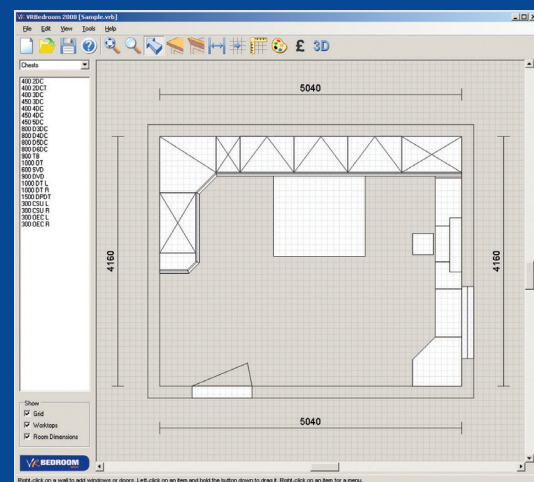 VRBedroom 2008 [Sample.vrb]
File Edit View Tools Help
£ 3D
Chests
400 2DC
400 2DCT
400 3DC
450 3DC
400 4DC
450 4DC
450 5DC
800 D3DC
800 D4DC
800 D5DC
800 D6DC
900 TB
1000 DT
600 SVD
900 DVD
1000 DT L
1000 DT R
1500 DPDT
300 CSU L
300 CSU R
300 OEC L
300 OEC R
5040
4160
4160
5040
Show
Grid
Worktops
Room Dimensions
VR BEDROOM
Right-click on a wall to add windows or doors. Left-click on an item and hold the button down to drag it. Right-click on an item for a menu.